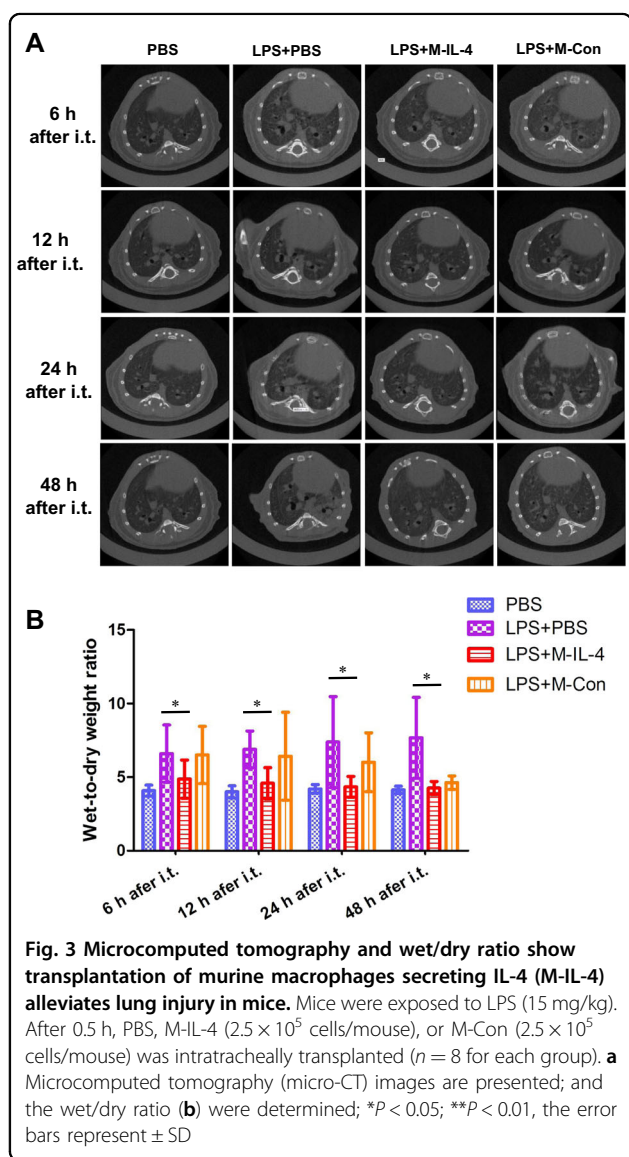 A
PBS LPS+PBS LPS+M-IL-4 LPS+M-Con
6 h
after i.t.
12 h
after i.t.
24 h
after i.t.
48 h
after i.t.
B
PBS
LPS+PBS
LPS+M-IL-4
LPS+M-Con
Wet-to-dry weight ratio
15
10
5
0
* * * *
6 h afer i.t. 12 h afer i.t. 24 h afer i.t. 48 h afer i.t.
Fig. 3 Microcomputed tomography and wet/dry ratio show
transplantation of murine macrophages secreting IL-4 (M-IL-4)
alleviates lung injury in mice. Mice were exposed to LPS (15 mg/kg).
After 0.5 h, PBS, M-IL-4 (2.5 × 10⁵ cells/mouse), or M-Con (2.5 × 10⁵
cells/mouse) was intratracheally transplanted (n = 8 for each group). a
Microcomputed tomography (micro-CT) images are presented; and
the wet/dry ratio (b) were determined; *P < 0.05; **P < 0.01, the error
bars represent ± SD